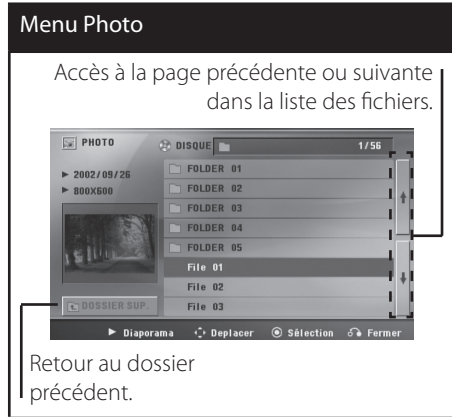 Menu Photo
Accès à la page précédente ou suivante
dans la liste des fichiers.
PHOTO
DISQUE
1/56
2002/09/26
800X600
FOLDER 01
FOLDER 02
FOLDER 03
FOLDER 04
FOLDER 05
File 01
File 02
File 03
DOSSIER SUP.
Diaporama Deplacer Sélection Fermer
Retour au dossier
précédent.